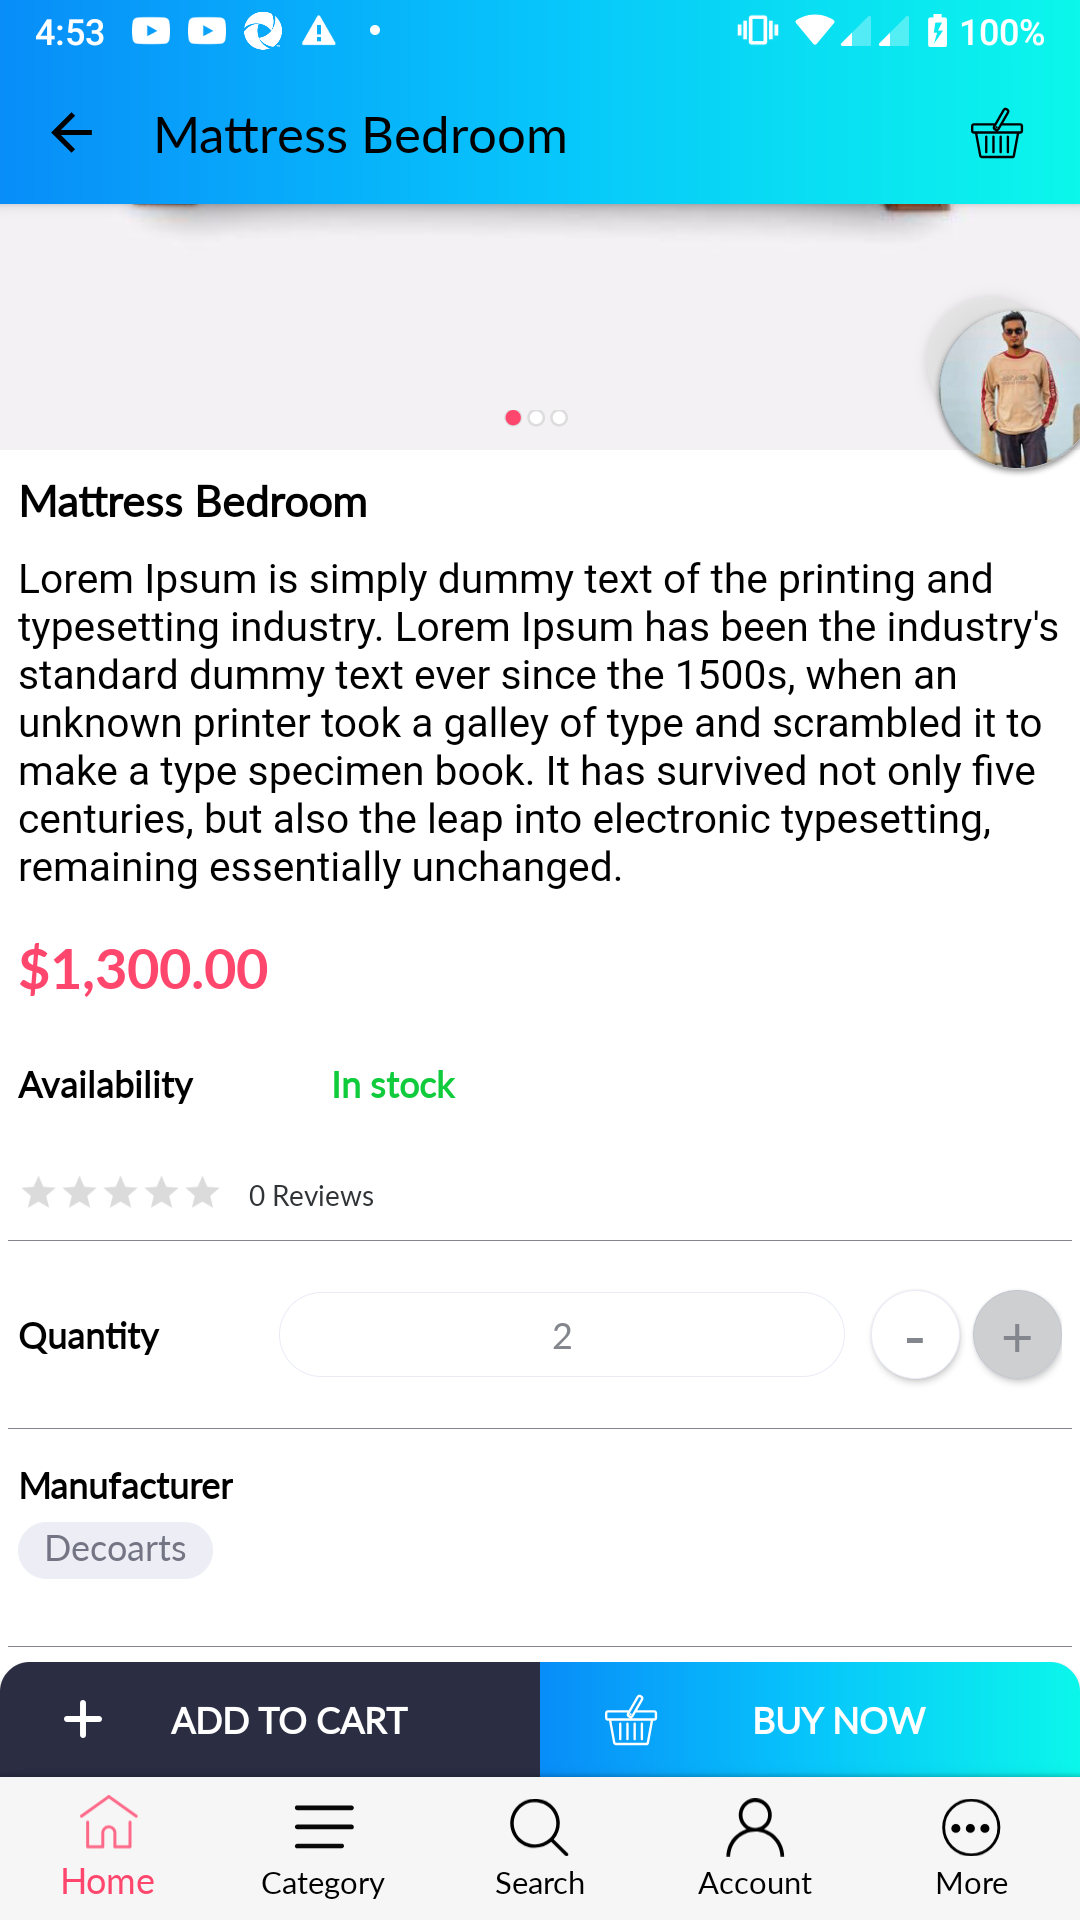 4:53
100%
Mattress Bedroom
Mattress Bedroom
Lorem Ipsum is simply dummy text of the printing and
typesetting industry. Lorem Ipsum has been the industry's
standard dummy text ever since the 1500s, when an
unknown printer took a galley of type and scrambled it to
make a type specimen book. It has survived not only five
centuries, but also the leap into electronic typesetting,
remaining essentially unchanged.
$1,300.00
Availability In stock
0 Reviews
Quantity 2 - +
Manufacturer
Decoarts
+ ADD TO CART BUY NOW
Home Category Search Account More